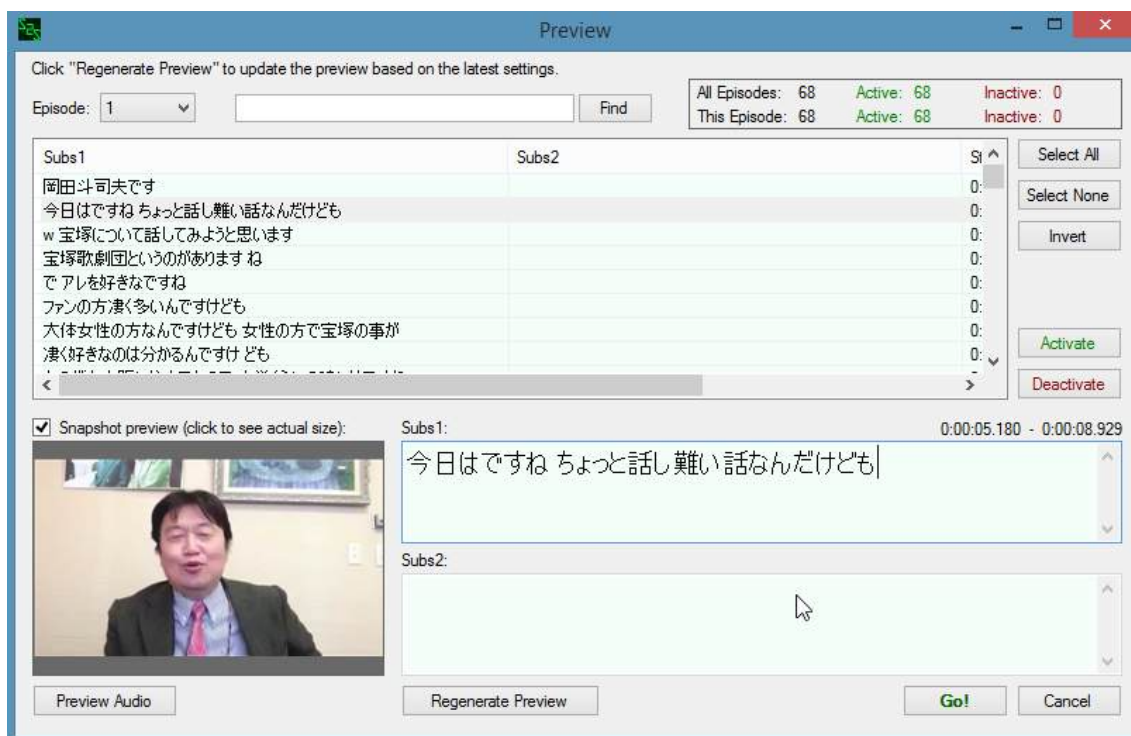 Preview
Click "Regenerate Preview" to update the preview based on the latest settings.
Episode: 1 Find
All Episodes: 68 Active: 68 Inactive: 0
This Episode: 68 Active: 68 Inactive: 0
Subs1 Subs2
岡田斗司夫です 0:
今日はですね ちょっと話し難い話なんだけども 0:
w 宝塚について話してみようと思います 0:
宝塚歌劇団というのがあります ね 0:
で アレを好きなですね 0:
ファンの方凄く多いんですけども 0:
大体女性の方なんですけども 女性の方で宝塚の事が 0:
凄く好きなのは分かるんですけ ども 0:
Select All
Select None
Invert
Activate
Deactivate
Snapshot preview (click to see actual size):
Subs1: 0:00:05.180 - 0:00:08.929
今日はですね ちょっと話し難い話なんだけども
Subs2:
Preview Audio Regenerate Preview Go! Cancel